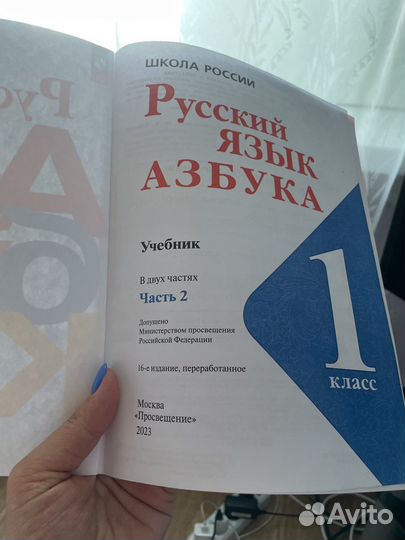 ШКОЛА РОССИИ
Русский
ЯЗЫК
АЗБУКА
Учебник
В двух частях
Часть 2
Допущено
Министерством просвещения
Российской Федерации
16-е издание, переработанное
1
КЛАСС
Москва
«Просвещение»
2023
Avito